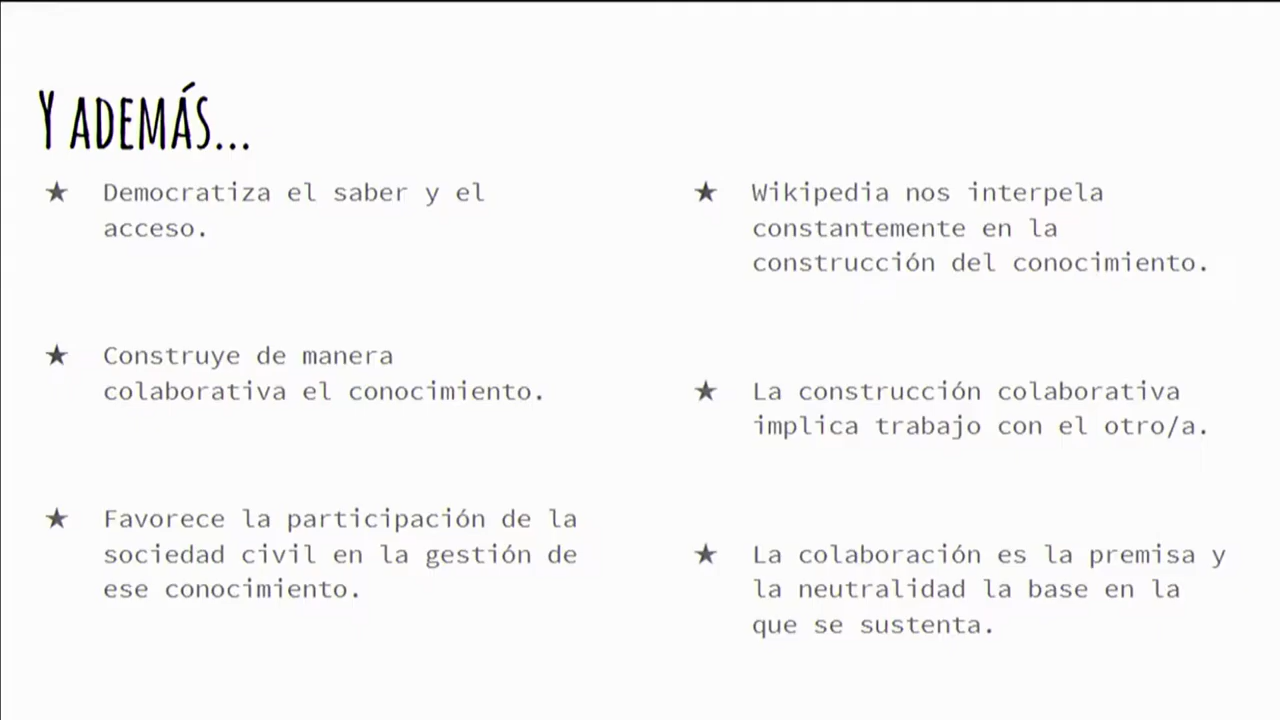 Y ADEMÁS...
★ Democratiza el saber y el
acceso.
★ Construye de manera
colaborativa el conocimiento.
★ Favorece la participación de la
sociedad civil en la gestión de
ese conocimiento.
★ Wikipedia nos interpela
constantemente en la
construcción del conocimiento.
★ La construcción colaborativa
implica trabajo con el otro/a.
★ La colaboración es la premisa y
la neutralidad la base en la
que se sustenta.